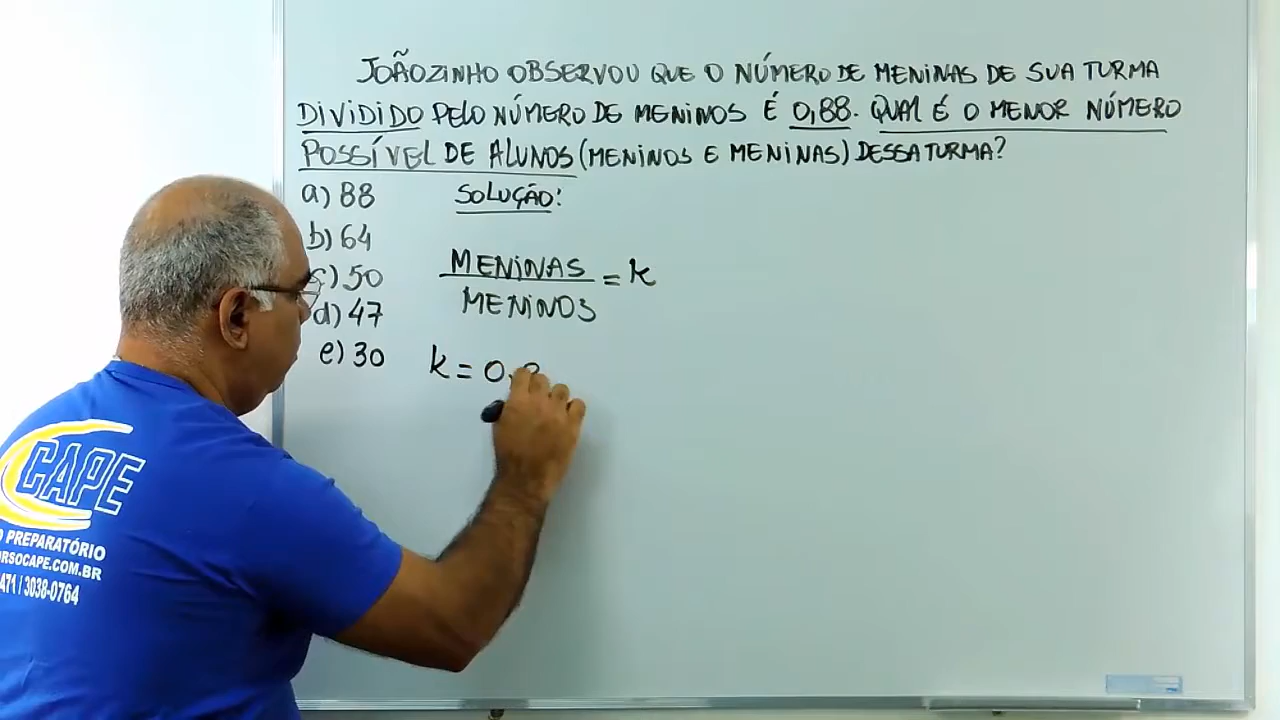 JOÃOZINHO OBSERVOU QUE O NÚMERO DE MENINAS DE SUA TURMA
DIVIDIDO PELO NÚMERO DE MENINOS É 0,88. QUAL É O MENOR NÚMERO
POSSÍVEL DE ALUNOS (MENINOS E MENINAS) DESSA TURMA?
a) 88
SOLUÇÃO:
b) 64
c) 50
d) 47
e) 30
MENINAS
MENINOS
= K
K = 0,8
CAPE
O PREPARATÓRIO
RSOCAPE.COM.BR
471 | 3038-0764